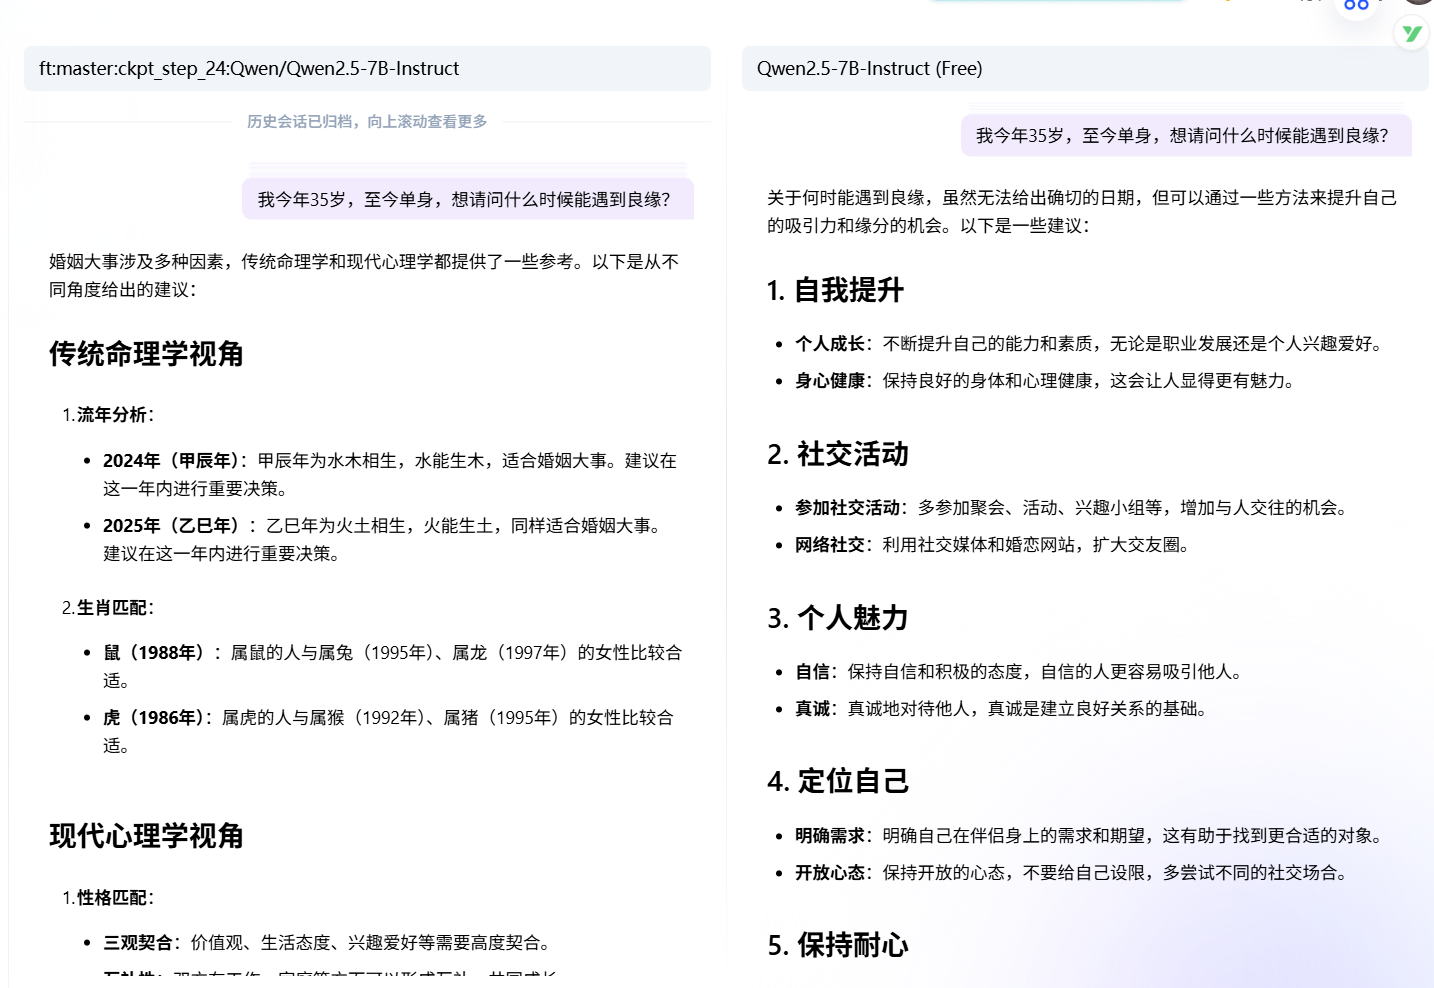 ft:master:ckpt_step_24:Qwen/Qwen2.5-7B-Instruct
历史会话已归档，向上滚动查看更多
我今年35岁，至今单身，想请问什么时候能遇到良缘？
婚姻大事涉及多种因素，传统命理学和现代心理学都提供了一些参考。以下是从不
同角度给出的建议：
传统命理学视角
1.流年分析：
• 2024年（甲辰年）：甲辰年为水木相生，水能生木，适合婚姻大事。建议在
这一年内进行重要决策。
• 2025年（乙巳年）：乙巳年为火土相生，火能生土，同样适合婚姻大事。
建议在这一年内进行重要决策。
2.生肖匹配：
• 鼠（1988年）：属鼠的人与属兔（1995年）、属龙（1997年）的女性比较合
适。
• 虎（1986年）：属虎的人与属猴（1992年）、属猪（1995年）的女性比较合
适。
现代心理学视角
1.性格匹配：
• 三观契合：价值观、生活态度、兴趣爱好等需要高度契合。
Qwen2.5-7B-Instruct (Free)
我今年35岁，至今单身，想请问什么时候能遇到良缘？
关于何时能遇到良缘，虽然无法给出确切的日期，但可以通过一些方法来提升自己
的吸引力和缘分的机会。以下是一些建议：
1. 自我提升
• 个人成长：不断提升自己的能力和素质，无论是职业发展还是个人兴趣爱好。
• 身心健康：保持良好的身体和心理健康，这会让人显得更有魅力。
2. 社交活动
• 参加社交活动：多参加聚会、活动、兴趣小组等，增加与人交往的机会。
• 网络社交：利用社交媒体和婚恋网站，扩大交友圈。
3. 个人魅力
• 自信：保持自信和积极的态度，自信的人更容易吸引他人。
• 真诚：真诚地对待他人，真诚是建立良好关系的基础。
4. 定位自己
• 明确需求：明确自己在伴侣身上的需求和期望，这有助于找到更合适的对象。
• 开放心态：保持开放的心态，不要给自己设限，多尝试不同的社交场合。
5. 保持耐心